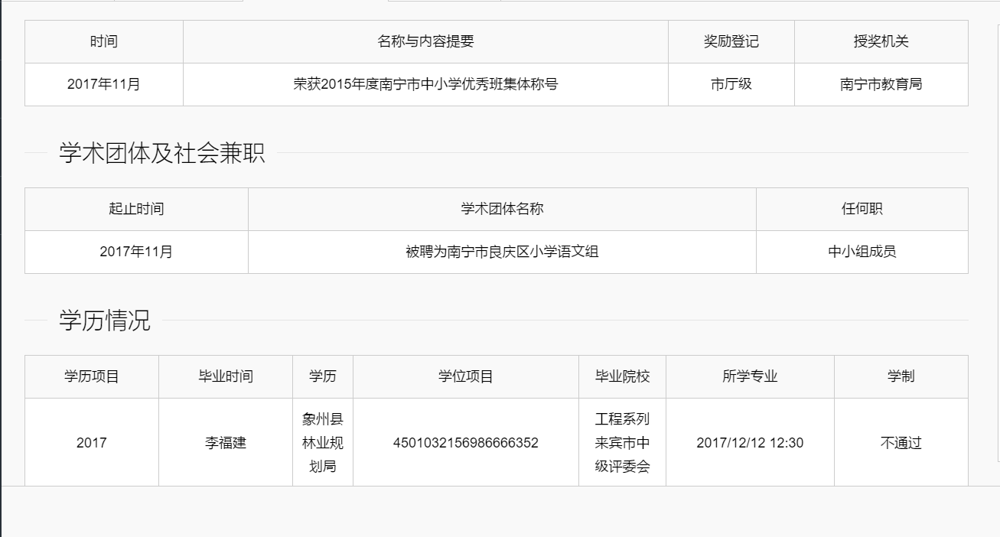 时间 名称与内容提要 奖励登记 授奖机关
2017年11月 荣获2015年度南宁市中小学优秀班集体称号 市厅级 南宁市教育局
学术团体及社会兼职
起止时间 学术团体名称 任何职
2017年11月 被聘为南宁市良庆区小学语文组 中小组成员
学历情况
学历项目 毕业时间 学历 学位项目 毕业院校 所学专业 学制
2017 李福建 象州县林业规划局 4501032156986666352 工程系列来宾市中级评委会 2017/12/12 12:30 不通过